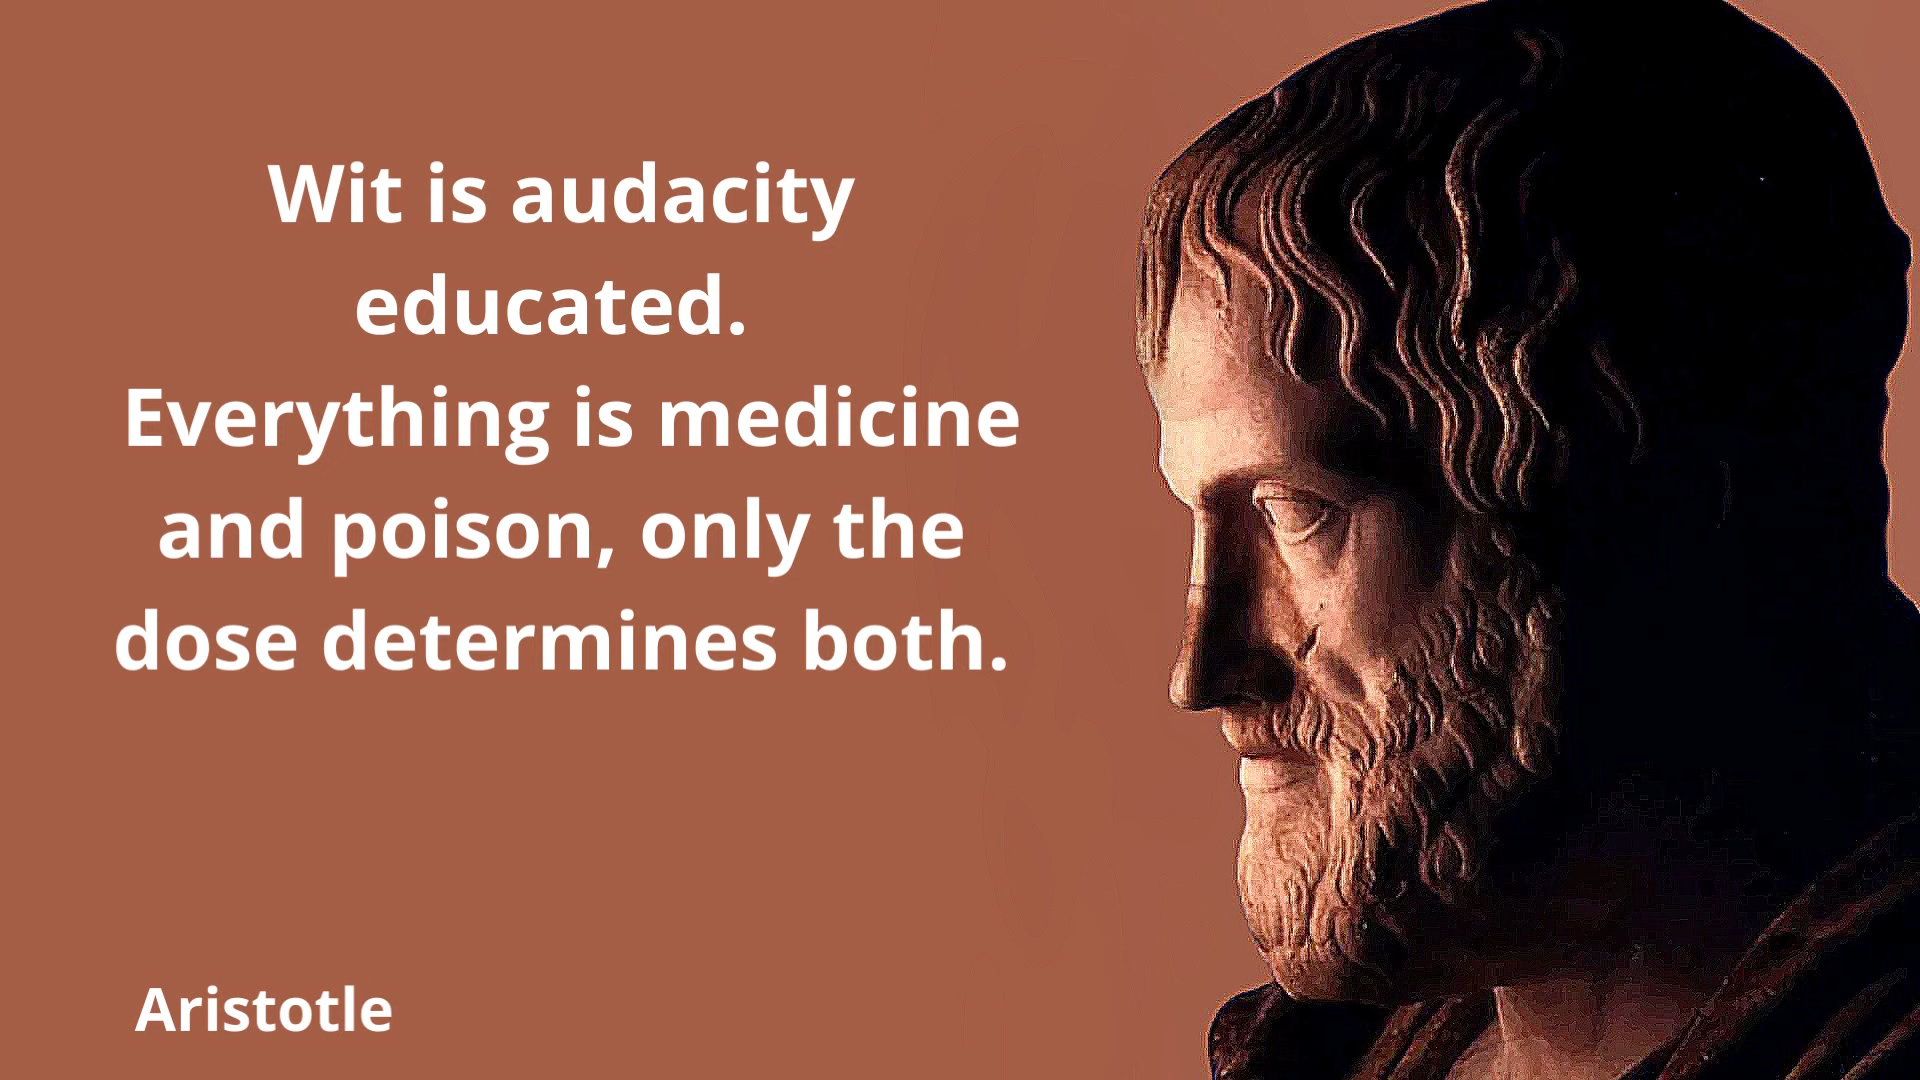 Wit is audacity
educated.
Everything is medicine
and poison, only the
dose determines both.
Aristotle